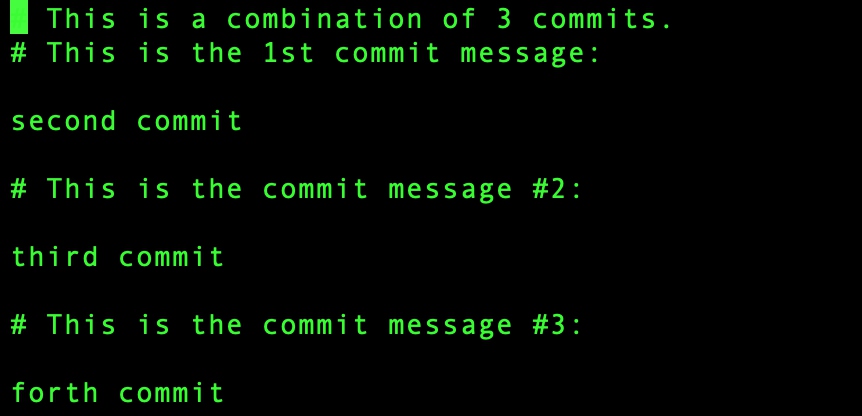 # This is a combination of 3 commits.
# This is the 1st commit message:
second commit
# This is the commit message #2:
third commit
# This is the commit message #3:
forth commit